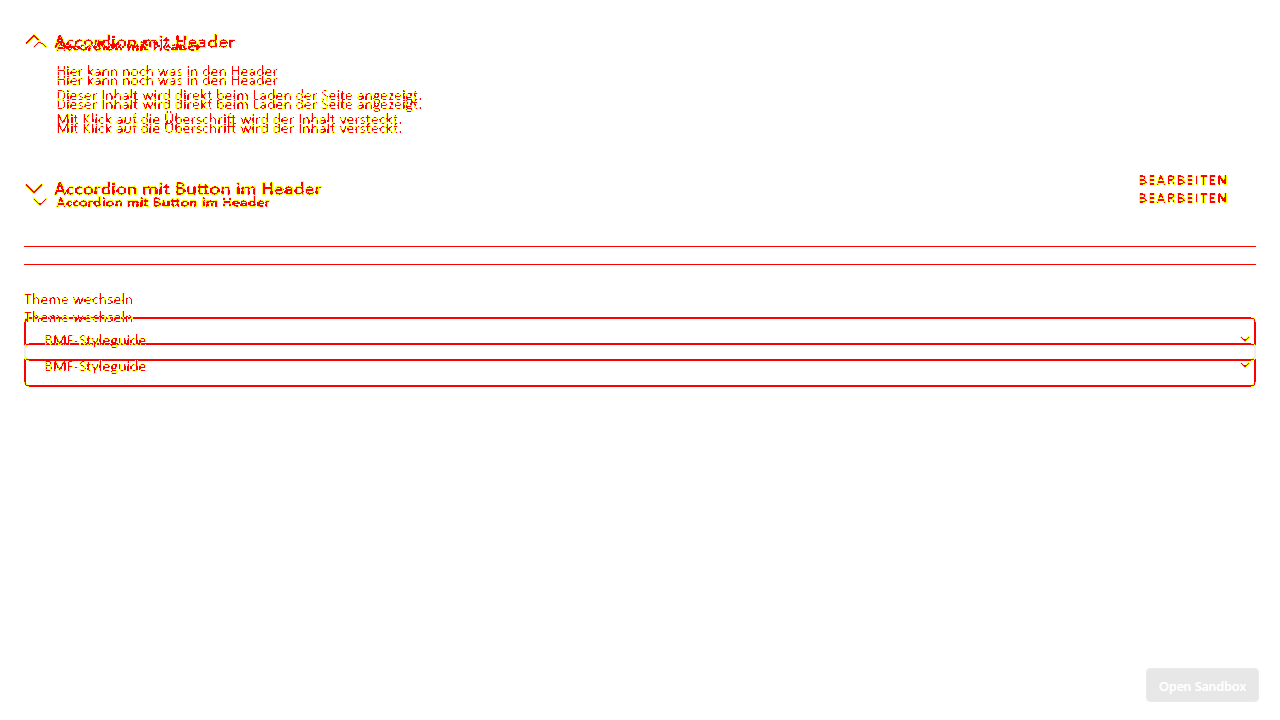 Accordion mit Header
Accordion mit Header
Hier kann noch was in den Header
Hier kann noch was in den Header
Dieser Inhalt wird direkt beim Laden der Seite angezeigt.
Dieser Inhalt wird direkt beim Laden der Seite angezeigt.
Mit Klick auf die Überschrift wird der Inhalt versteckt.
Mit Klick auf die Überschrift wird der Inhalt versteckt.
BEARBEITEN
Accordion mit Button im Header
BEARBEITEN
Accordion mit Button im Header
Theme wechseln
Theme wechseln
BMF-Styleguide
BMF-Styleguide
Open Sandbox